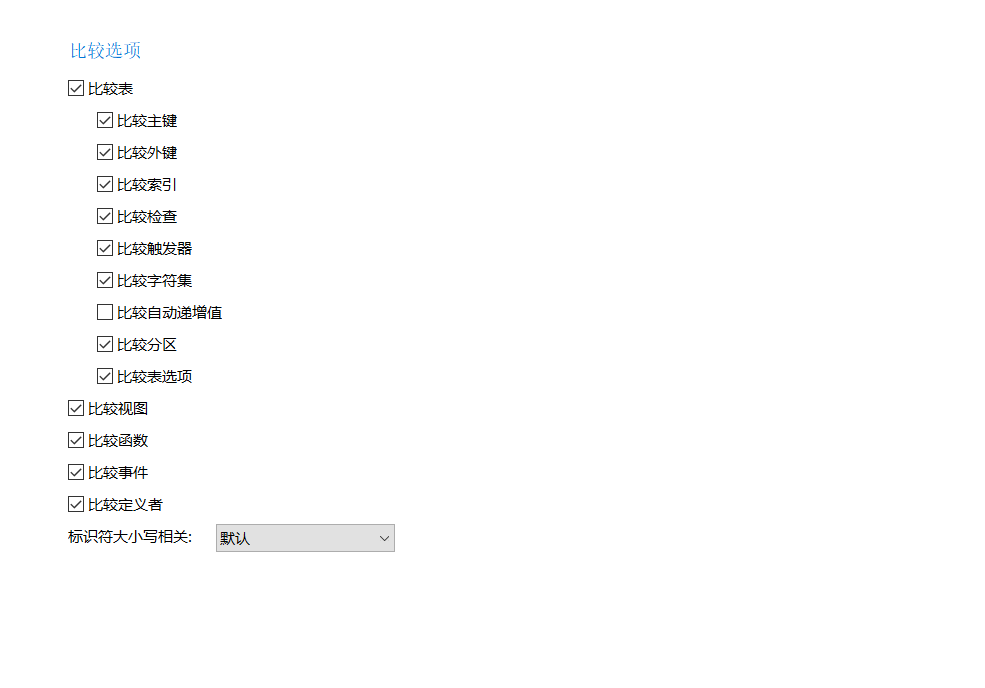 比较选项
比较表
比较主键
比较外键
比较索引
比较检查
比较触发器
比较字符集
比较自动递增值
比较分区
比较表选项
比较视图
比较函数
比较事件
比较定义者
标识符大小写相关: 默认